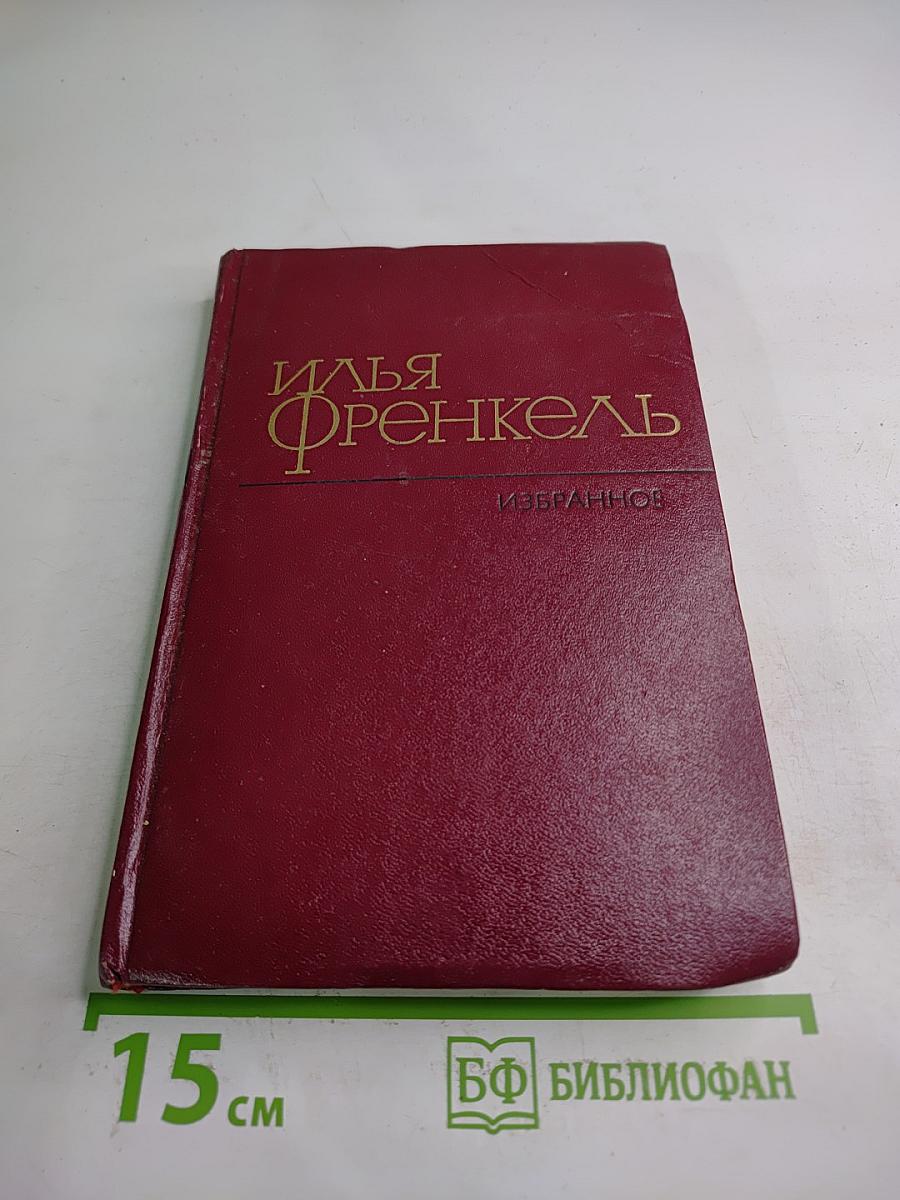 ИЛЬЯ
ФРЕНКЕЛЬ
ИЗБРАННОЕ
15 см
БФ БИБЛИОФАН